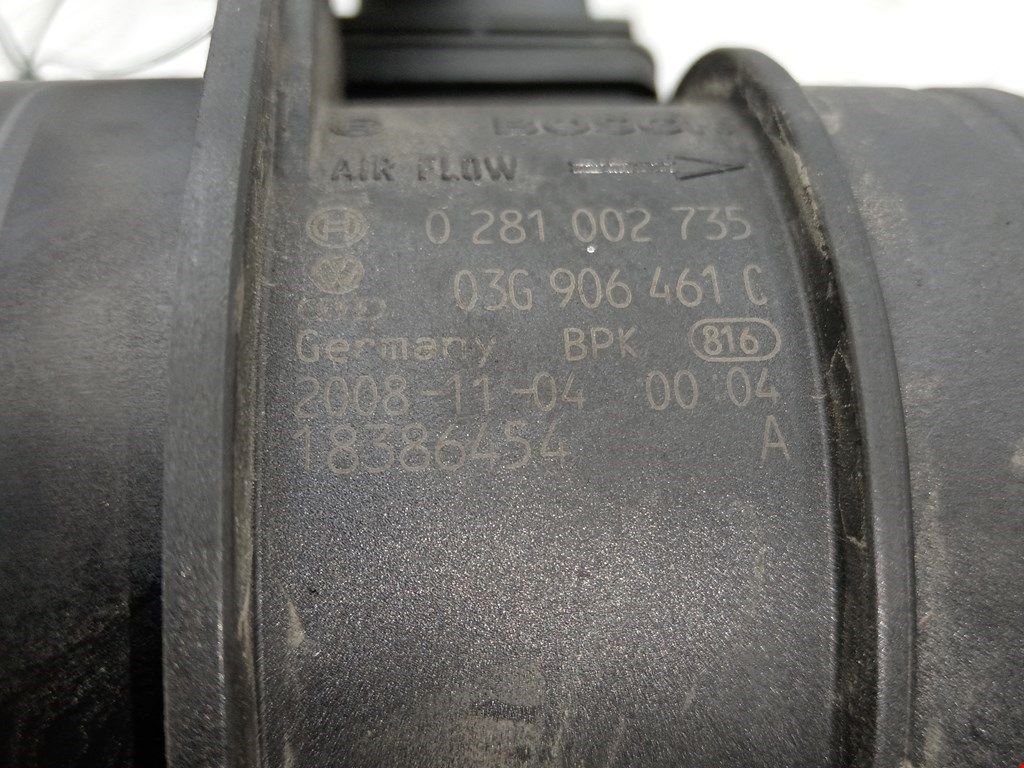 BOSCH
AIR FLOW
0 281 002 735
03G 906 461 C
Germany BPK 816
2008-11-04 00 04
18386454 A